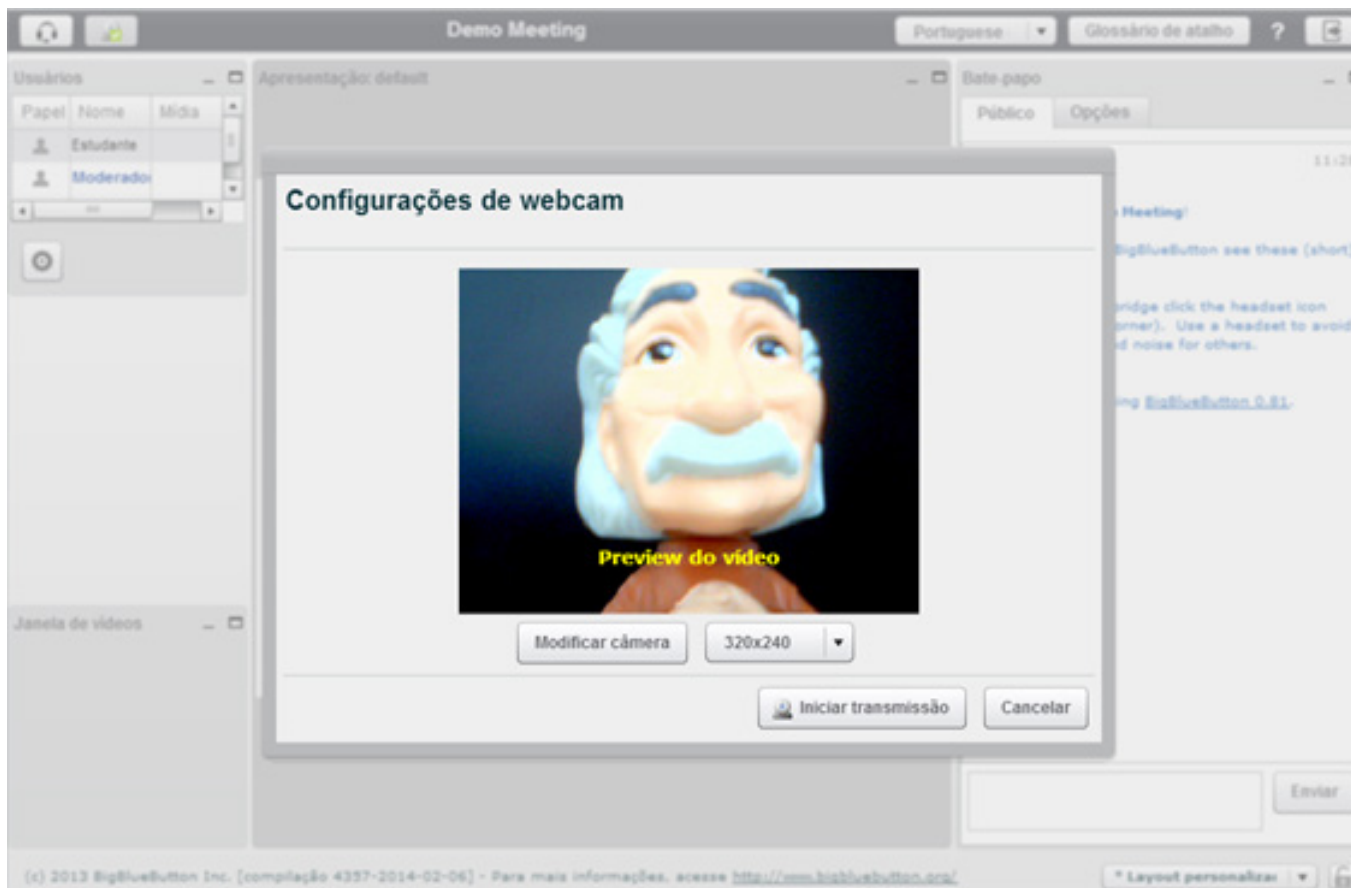 Demo Meeting
Portuguese
Glossário de atalho
?
Usuários
Apresentação: default
Bate-papo
Papel Nome Mídia
Público Opções
Estudante
Moderador
11:2
Configurações de webcam
Meeting!
BigBlueButton see these (short)
bridge click the headset icon
orner). Use a headset to avoid
d noise for others.
ing BigBlueButton 0.81.
Preview do vídeo
Janela de vídeos
Modificar câmera
320x240
Iniciar transmissão
Cancelar
Enviar
(c) 2013 BigBlueButton Inc. [compilação 4357-2014-02-06] - Para mais informações, acesse http://www.bigbluebutton.org/
* Layout personaliza